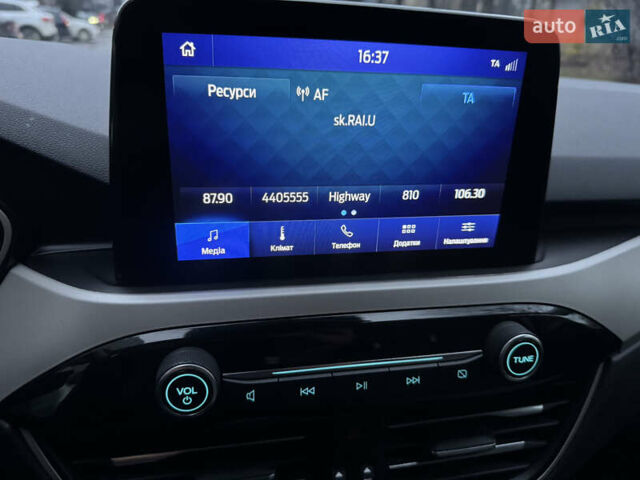 auto RIA
.com
16:37
TA
Ресурси
AF
TA
sk.RAI.U
87.90 4405555 Highway 810 106.30
Медіа Клімат Телефон Додатки Налаштування
VOL
TUNE